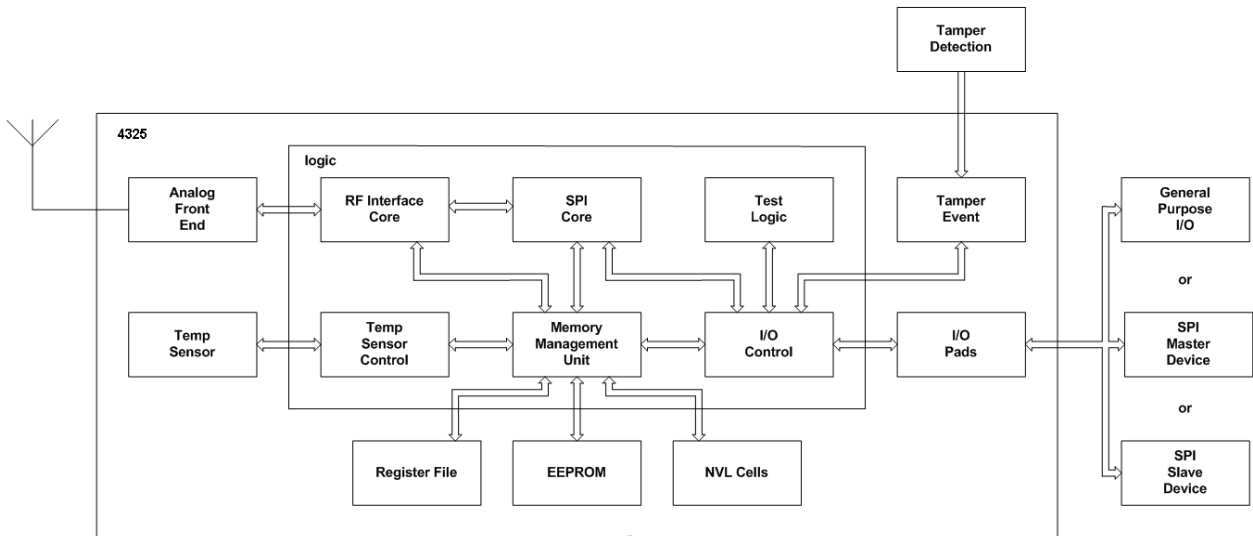 Tamper
Detection
4325
logic
Analog
Front
End
RF Interface
Core
SPI
Core
Test
Logic
Tamper
Event
General
Purpose
I/O
or
Temp
Sensor
Temp
Sensor
Control
Memory
Management
Unit
I/O
Control
I/O
Pads
SPI
Master
Device
or
Register File
EEPROM
NVL Cells
SPI
Slave
Device